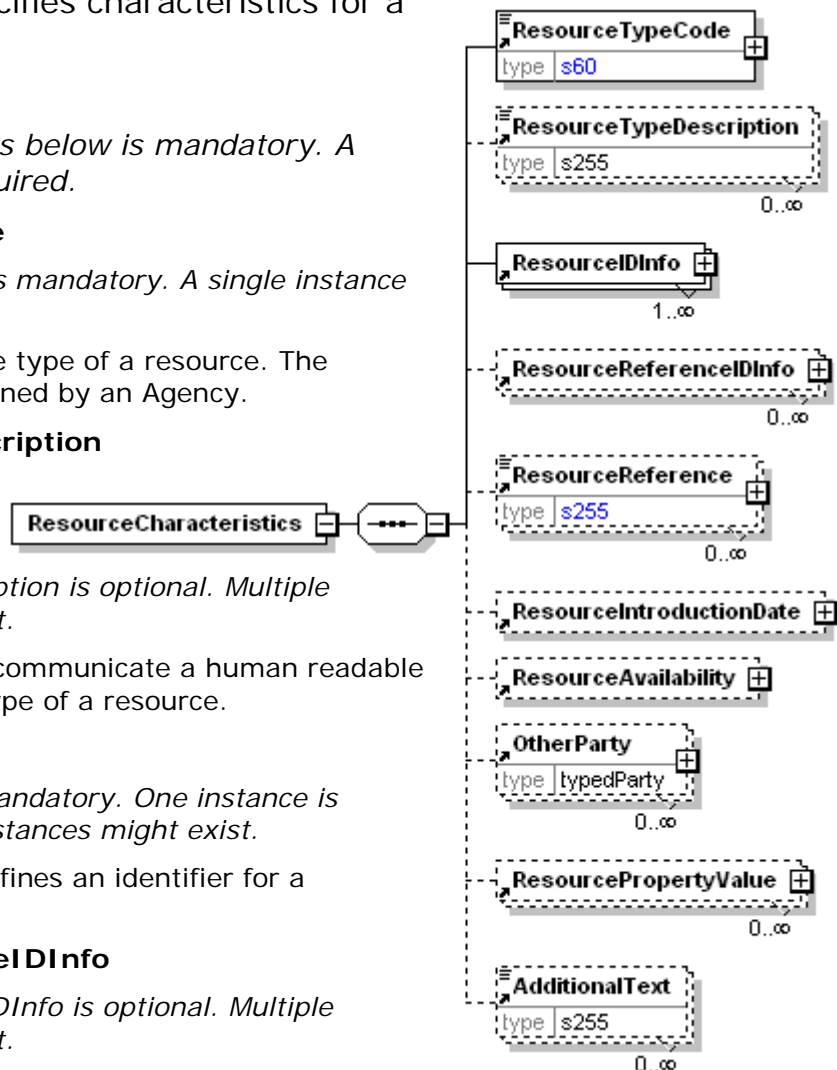 cifies characteristics for a
s below is mandatory. A
uired.
e
s mandatory. A single instance
e type of a resource. The
ned by an Agency.
cription
ption is optional. Multiple
t.
communicate a human readable
ype of a resource.
andatory. One instance is
stances might exist.
fines an identifier for a
eIDInfo
DInfo is optional. Multiple
t.
ResourceCharacteristics
ResourceTypeCode
type s60
ResourceTypeDescription
type s255
0..∞
ResourceIDInfo
1..∞
ResourceReferenceIDInfo
0..∞
ResourceReference
type s255
0..∞
ResourceIntroductionDate
ResourceAvailability
OtherParty
type typedParty
0..∞
ResourcePropertyValue
0..∞
AdditionalText
type s255
0..∞